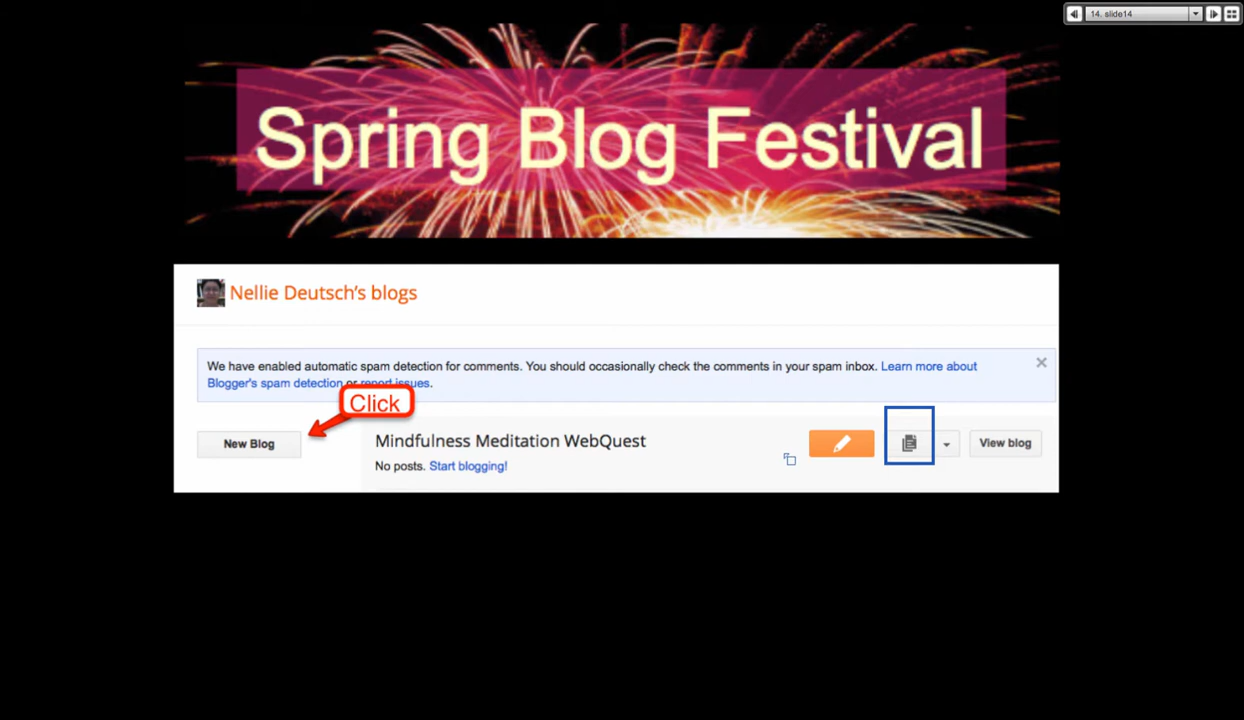 14. slide14
Spring Blog Festival
Nellie Deutsch's blogs
We have enabled automatic spam detection for comments. You should occasionally check the comments in your spam inbox. Learn more about
Blogger's spam detection or report issues.
Click
New Blog
Mindfulness Meditation WebQuest
View blog
No posts. Start blogging!